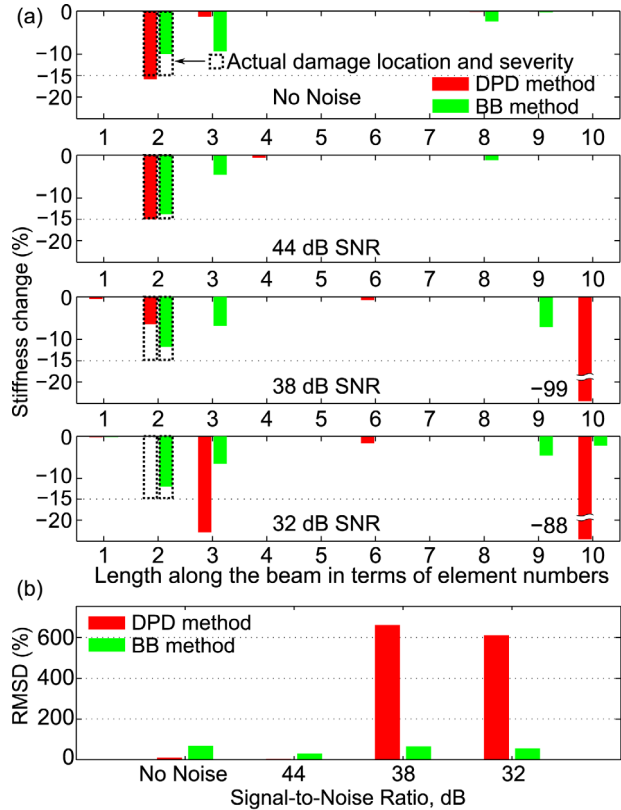 (a)
0
−10
−15
−20
Actual damage location and severity
DPD method
BB method
No Noise
1 2 3 4 5 6 7 8 9 10
0
−10
−15
−20
44 dB SNR
1 2 3 4 5 6 7 8 9 10
Stiffness change (%)
0
−10
−15
−20
38 dB SNR
−99
1 2 3 4 5 6 7 8 9 10
0
−10
−15
−20
32 dB SNR
−88
1 2 3 4 5 6 7 8 9 10
Length along the beam in terms of element numbers
(b)
DPD method
BB method
RMSD (%)
600
400
200
0
No Noise 44 38 32
Signal-to-Noise Ratio, dB